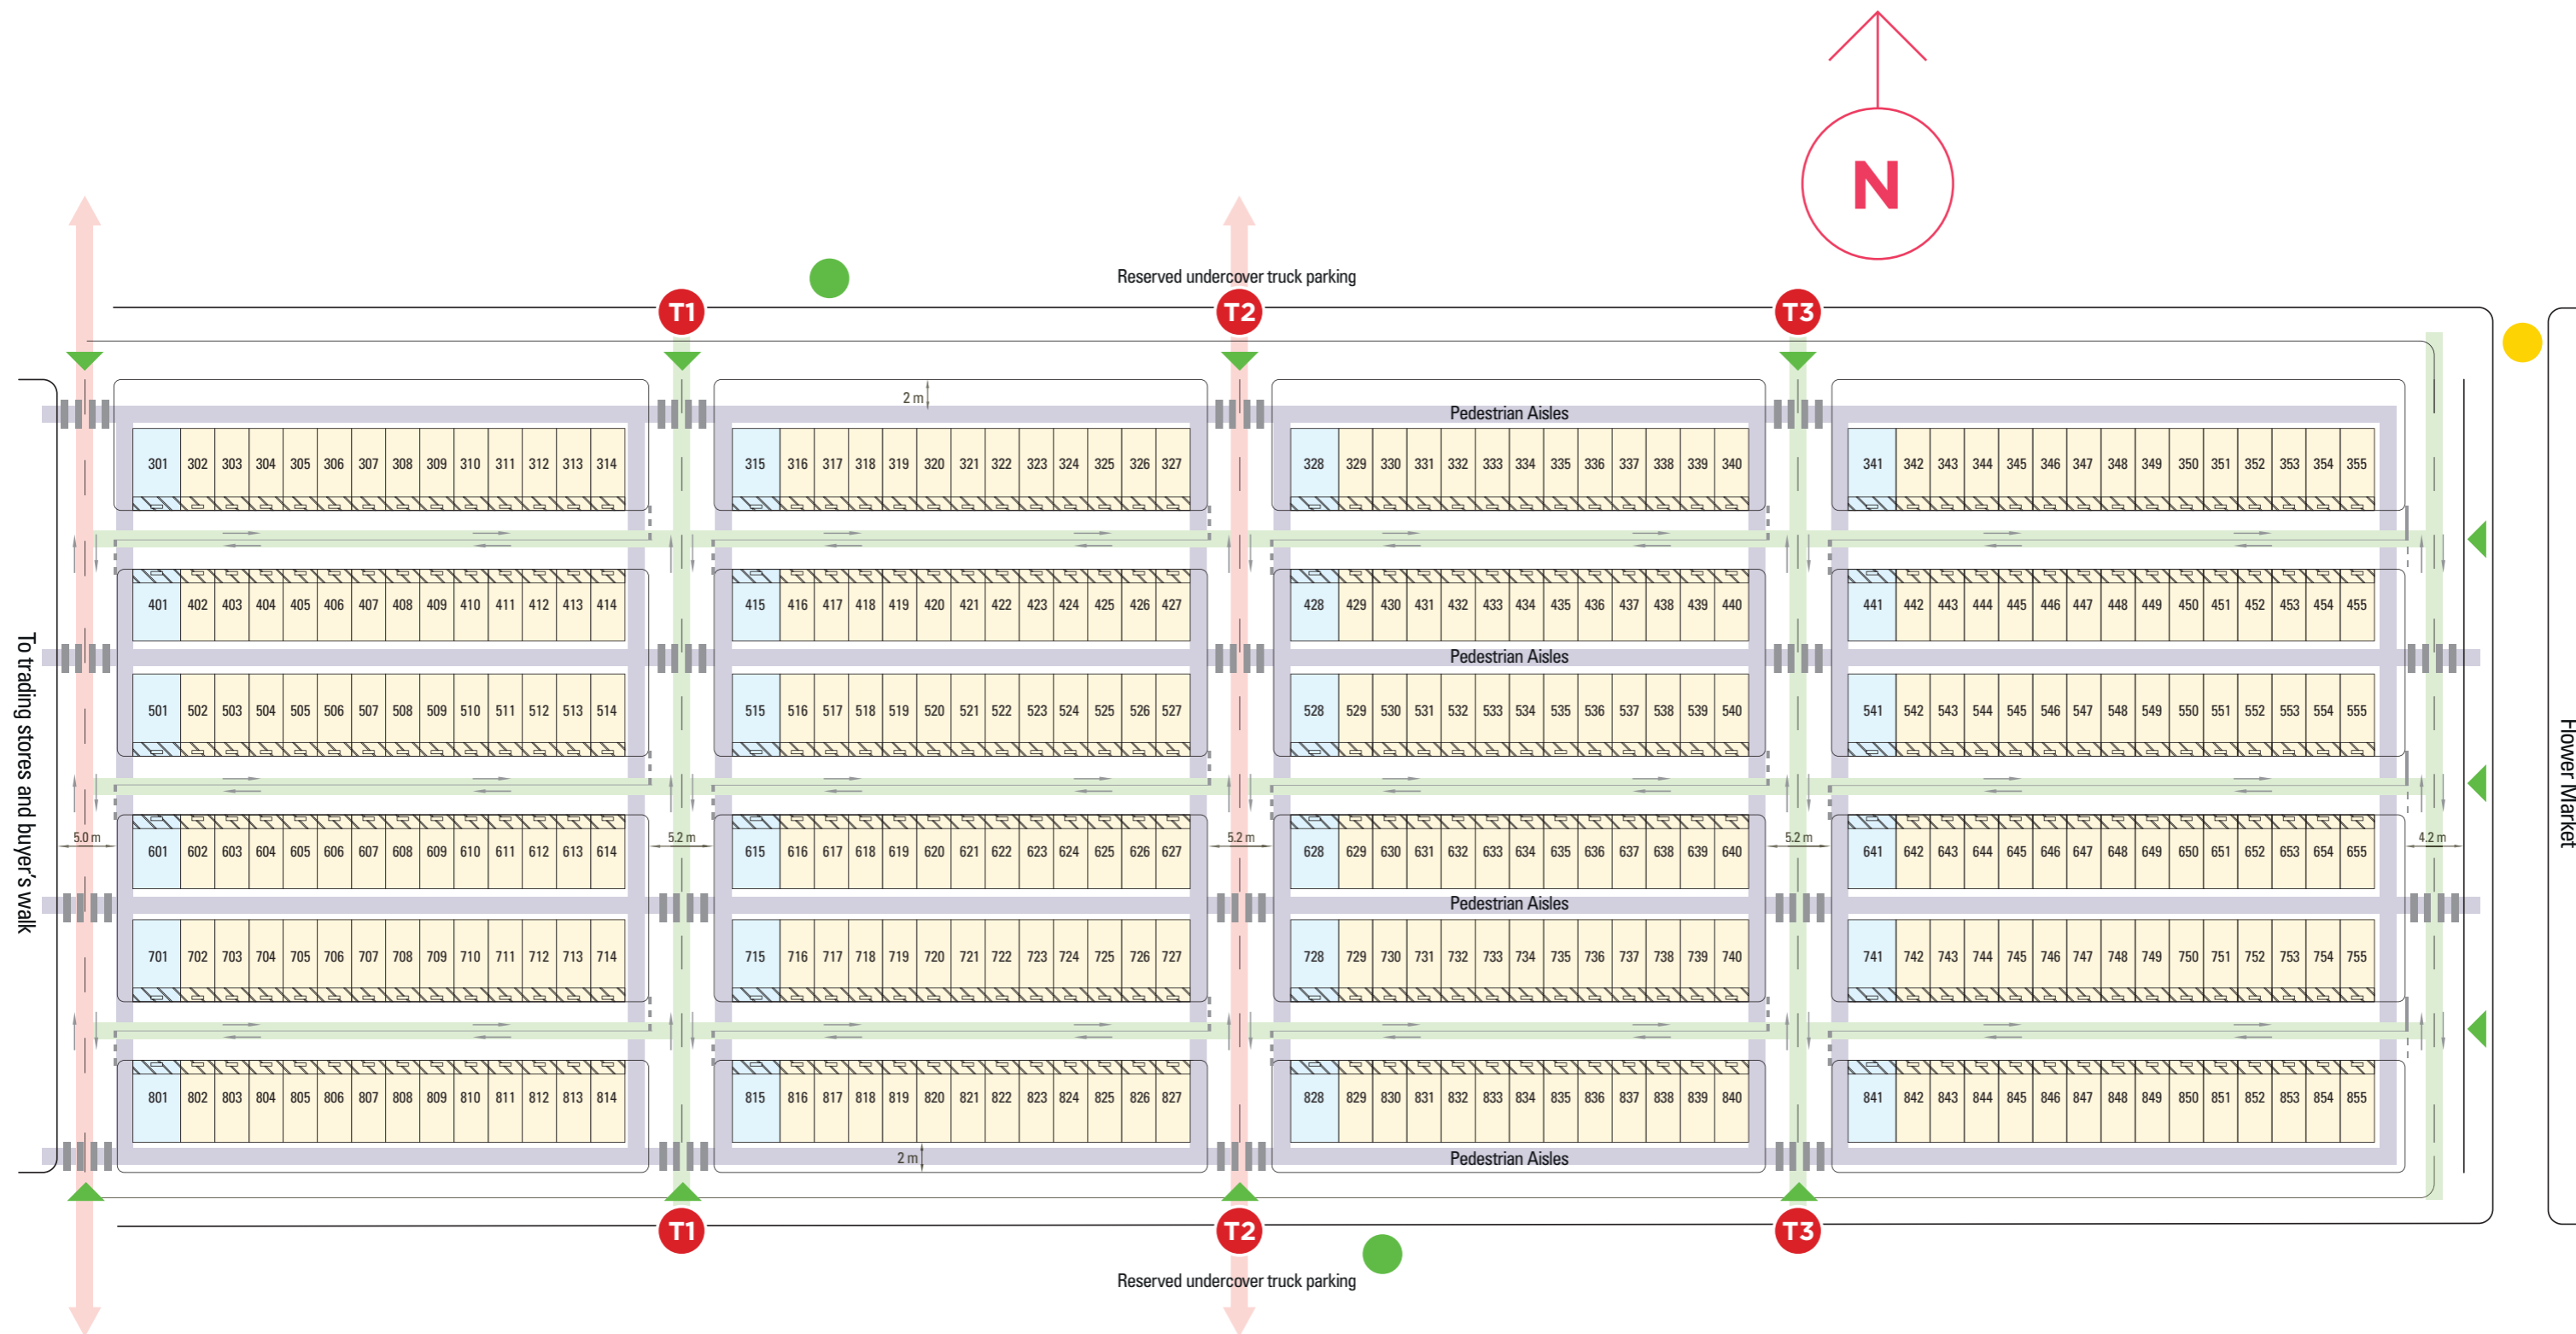 N
Reserved undercover truck parking
T1 T2 T3
2 m
Pedestrian Aisles
301 302 303 304 305 306 307 308 309 310 311 312 313 314 315 316 317 318 319 320 321 322 323 324 325 326 327 328 329 330 331 332 333 334 335 336 337 338 339 340 341 342 343 344 345 346 347 348 349 350 351 352 353 354 355
401 402 403 404 405 406 407 408 409 410 411 412 413 414 415 416 417 418 419 420 421 422 423 424 425 426 427 428 429 430 431 432 433 434 435 436 437 438 439 440 441 442 443 444 445 446 447 448 449 450 451 452 453 454 455
Pedestrian Aisles
501 502 503 504 505 506 507 508 509 510 511 512 513 514 515 516 517 518 519 520 521 522 523 524 525 526 527 528 529 530 531 532 533 534 535 536 537 538 539 540 541 542 543 544 545 546 547 548 549 550 551 552 553 554 555
To trading stores and buyer's walk
Flower Market
5.0 m 5.2 m 5.2 m 5.2 m 4.2 m
601 602 603 604 605 606 607 608 609 610 611 612 613 614 615 616 617 618 619 620 621 622 623 624 625 626 627 628 629 630 631 632 633 634 635 636 637 638 639 640 641 642 643 644 645 646 647 648 649 650 651 652 653 654 655
Pedestrian Aisles
701 702 703 704 705 706 707 708 709 710 711 712 713 714 715 716 717 718 719 720 721 722 723 724 725 726 727 728 729 730 731 732 733 734 735 736 737 738 739 740 741 742 743 744 745 746 747 748 749 750 751 752 753 754 755
801 802 803 804 805 806 807 808 809 810 811 812 813 814 815 816 817 818 819 820 821 822 823 824 825 826 827 828 829 830 831 832 833 834 835 836 837 838 839 840 841 842 843 844 845 846 847 848 849 850 851 852 853 854 855
2 m
Pedestrian Aisles
T1 T2 T3
Reserved undercover truck parking